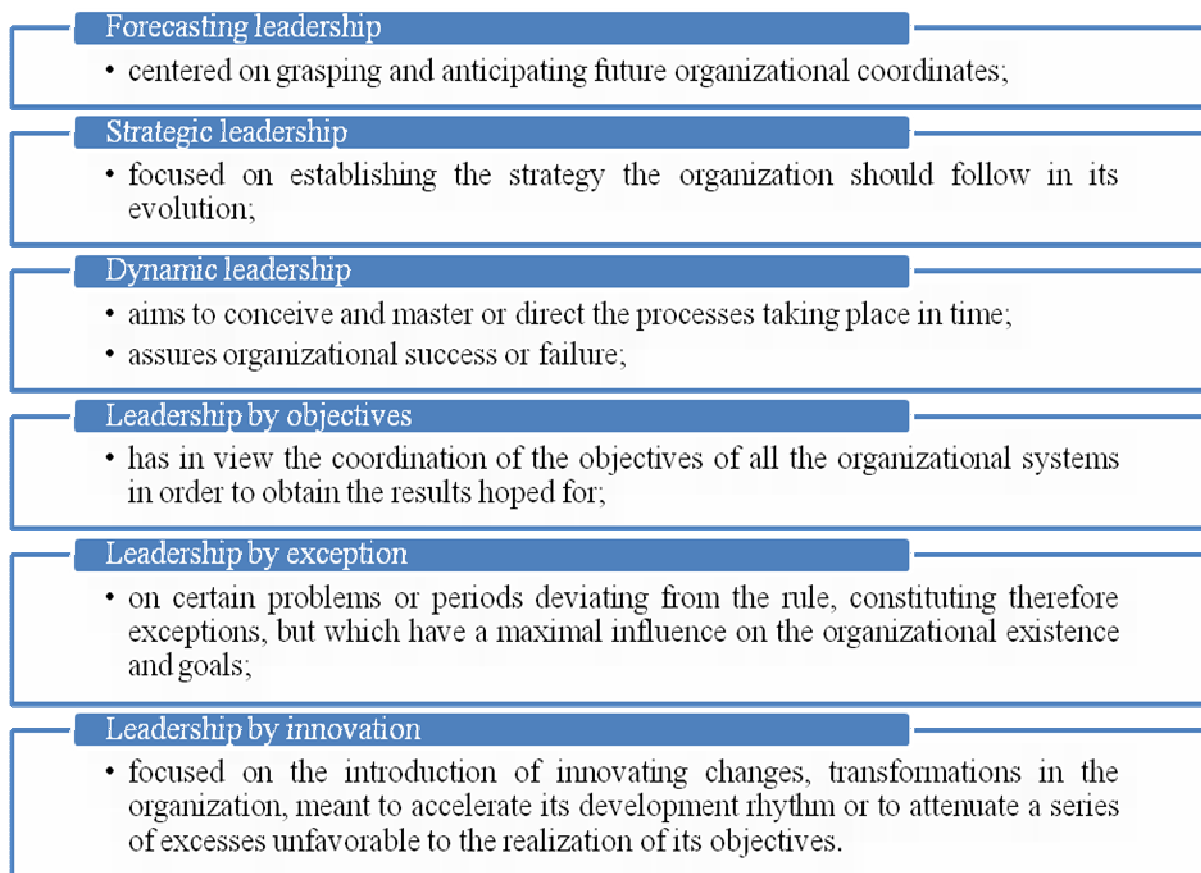 Forecasting leadership
• centered on grasping and anticipating future organizational coordinates;
Strategic leadership
• focused on establishing the strategy the organization should follow in its
evolution;
Dynamic leadership
• aims to conceive and master or direct the processes taking place in time;
• assures organizational success or failure;
Leadership by objectives
• has in view the coordination of the objectives of all the organizational systems
in order to obtain the results hoped for;
Leadership by exception
• on certain problems or periods deviating from the rule, constituting therefore
exceptions, but which have a maximal influence on the organizational existence
and goals;
Leadership by innovation
• focused on the introduction of innovating changes, transformations in the
organization, meant to accelerate its development rhythm or to attenuate a series
of excesses unfavorable to the realization of its objectives.